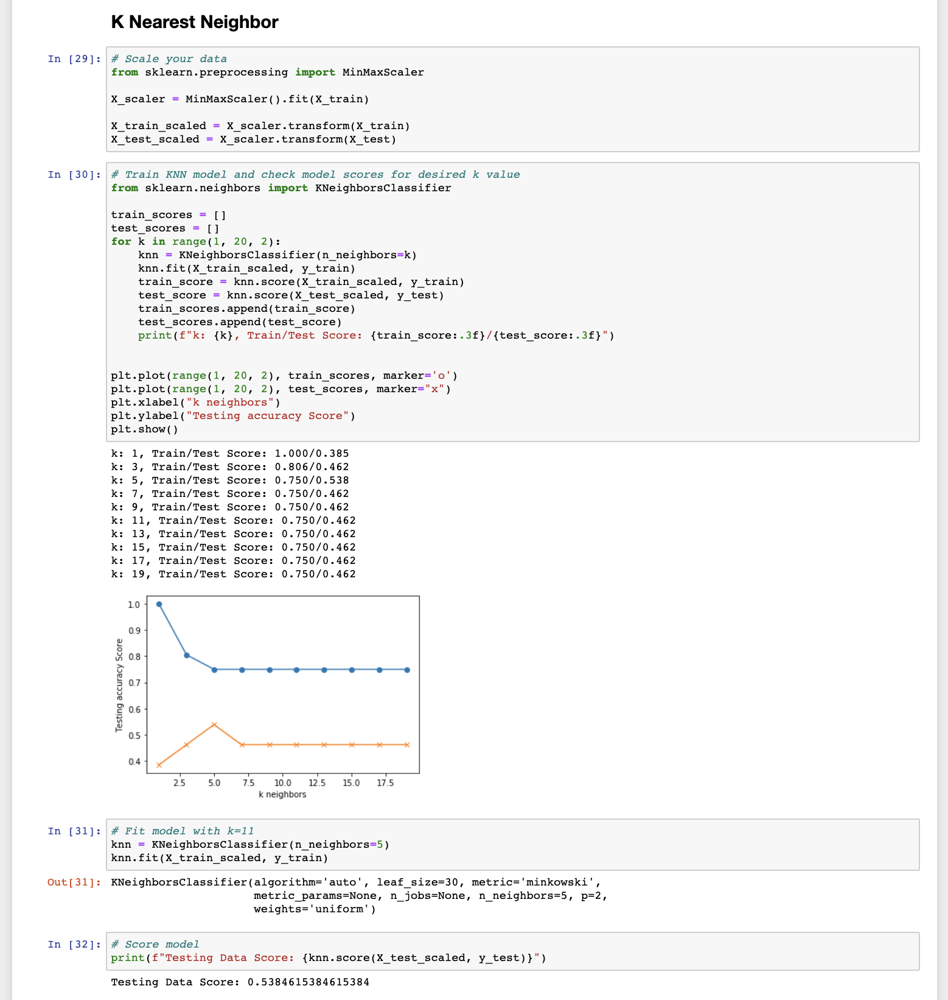 K Nearest Neighbor
In [29]:
# Scale your data
from sklearn.preprocessing import MinMaxScaler

X_scaler = MinMaxScaler().fit(X_train)

X_train_scaled = X_scaler.transform(X_train)
X_test_scaled = X_scaler.transform(X_test)
In [30]:
# Train KNN model and check model scores for desired k value
from sklearn.neighbors import KNeighborsClassifier

train_scores = []
test_scores = []
for k in range(1, 20, 2):
    knn = KNeighborsClassifier(n_neighbors=k)
    knn.fit(X_train_scaled, y_train)
    train_score = knn.score(X_train_scaled, y_train)
    test_score = knn.score(X_test_scaled, y_test)
    train_scores.append(train_score)
    test_scores.append(test_score)
    print(f"k: {k}, Train/Test Score: {train_score:.3f}/{test_score:.3f}")


plt.plot(range(1, 20, 2), train_scores, marker='o')
plt.plot(range(1, 20, 2), test_scores, marker="x")
plt.xlabel("k neighbors")
plt.ylabel("Testing accuracy Score")
plt.show()
k: 1, Train/Test Score: 1.000/0.385
k: 3, Train/Test Score: 0.806/0.462
k: 5, Train/Test Score: 0.750/0.538
k: 7, Train/Test Score: 0.750/0.462
k: 9, Train/Test Score: 0.750/0.462
k: 11, Train/Test Score: 0.750/0.462
k: 13, Train/Test Score: 0.750/0.462
k: 15, Train/Test Score: 0.750/0.462
k: 17, Train/Test Score: 0.750/0.462
k: 19, Train/Test Score: 0.750/0.462
Testing accuracy Score
1.0
0.9
0.8
0.7
0.6
0.5
0.4
2.5 5.0 7.5 10.0 12.5 15.0 17.5
k neighbors
In [31]:
# Fit model with k=11
knn = KNeighborsClassifier(n_neighbors=5)
knn.fit(X_train_scaled, y_train)
Out[31]:
KNeighborsClassifier(algorithm='auto', leaf_size=30, metric='minkowski',
                     metric_params=None, n_jobs=None, n_neighbors=5, p=2,
                     weights='uniform')
In [32]:
# Score model
print(f"Testing Data Score: {knn.score(X_test_scaled, y_test)}")
Testing Data Score: 0.5384615384615384